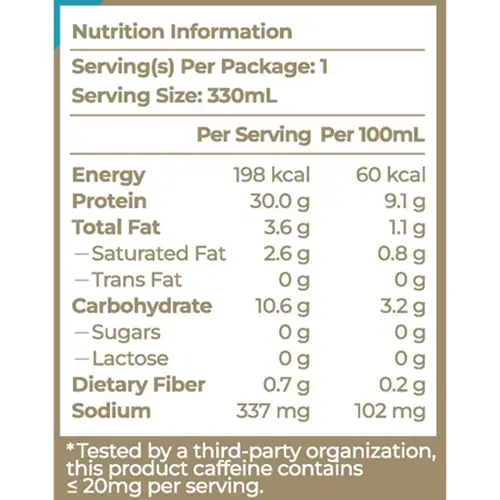 Nutrition Information
Serving(s) Per Package: 1
Serving Size: 330mL
Per Serving Per 100mL
Energy 198 kcal 60 kcal
Protein 30.0 g 9.1 g
Total Fat 3.6 g 1.1 g
—Saturated Fat 2.6 g 0.8 g
—Trans Fat 0 g 0 g
Carbohydrate 10.6 g 3.2 g
—Sugars 0 g 0 g
—Lactose 0 g 0 g
Dietary Fiber 0.7 g 0.2 g
Sodium 337 mg 102 mg
*Tested by a third-party organization,
this product caffeine contains
≤ 20mg per serving.